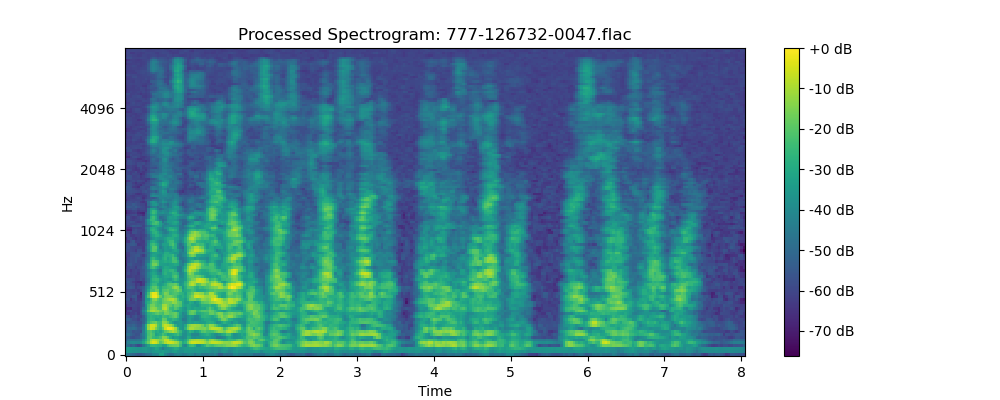 Processed Spectrogram: 777-126732-0047.flac
Hz
4096
2048
1024
512
0
0 1 2 3 4 5 6 7 8
Time
+0 dB
-10 dB
-20 dB
-30 dB
-40 dB
-50 dB
-60 dB
-70 dB